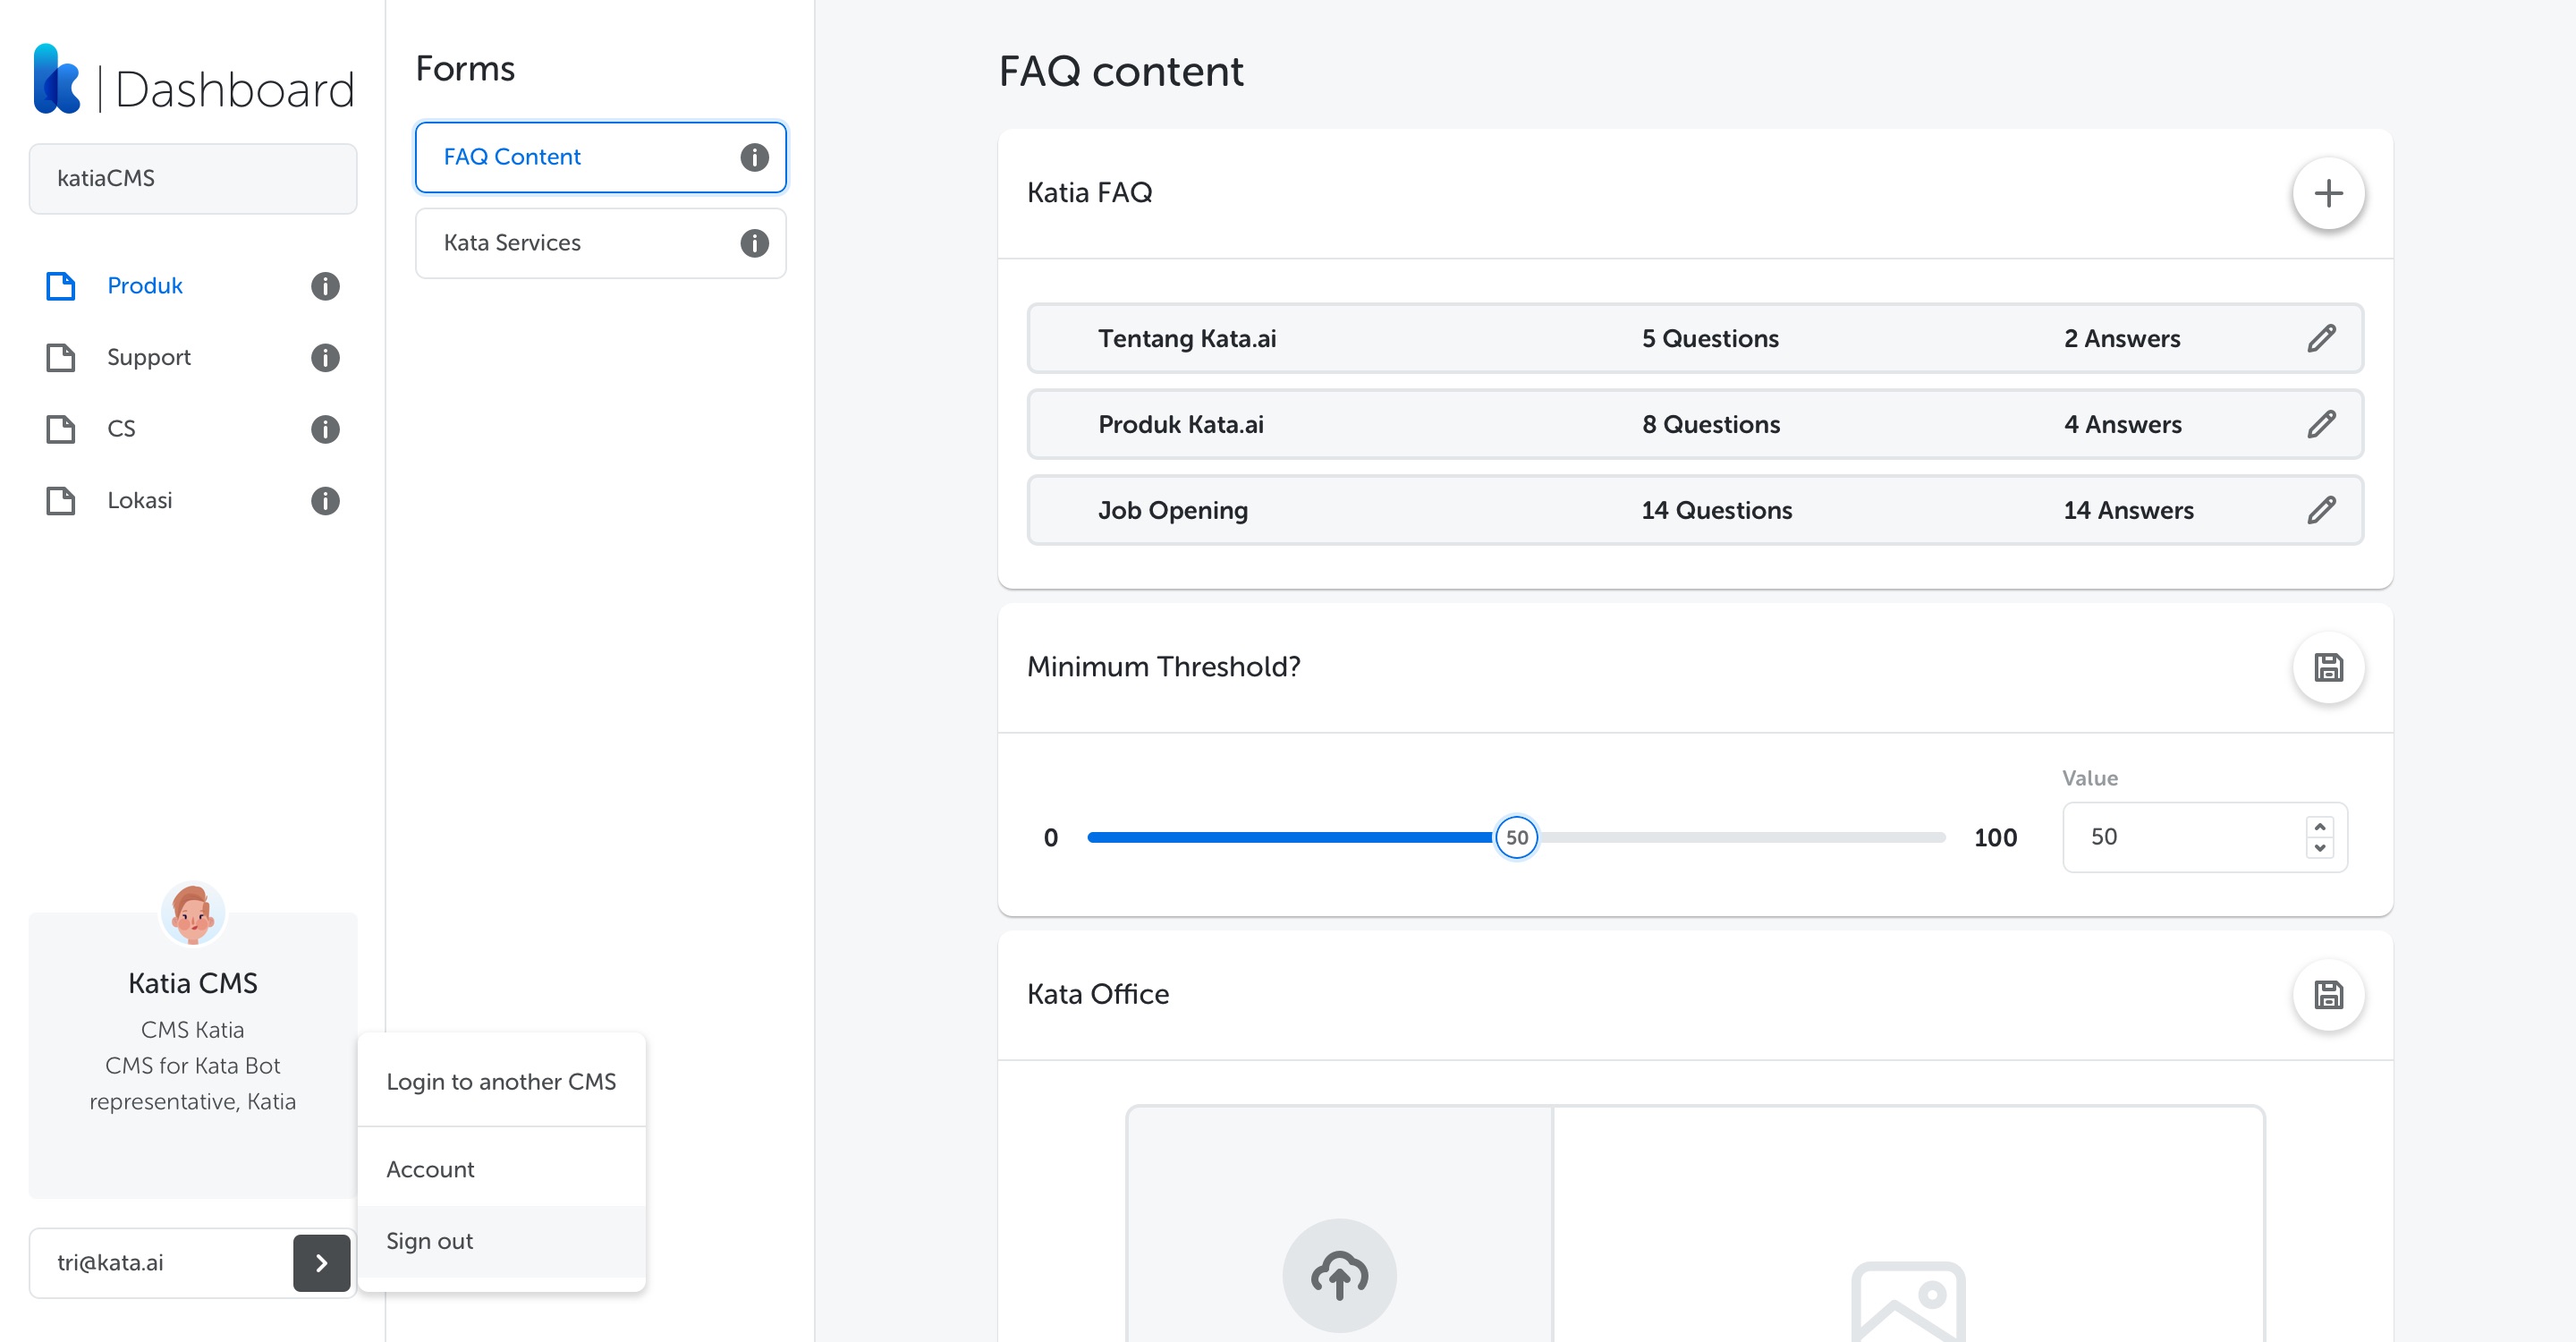 Dashboard
katiaCMS
Produk
Support
CS
Lokasi
Katia CMS
CMS Katia
CMS for Kata Bot
representative, Katia
tri@kata.ai
Login to another CMS
Account
Sign out
Forms
FAQ Content
Kata Services
FAQ content
Katia FAQ
Tentang Kata.ai 5 Questions 2 Answers
Produk Kata.ai 8 Questions 4 Answers
Job Opening 14 Questions 14 Answers
Minimum Threshold?
Value
0 50 100 50
Kata Office